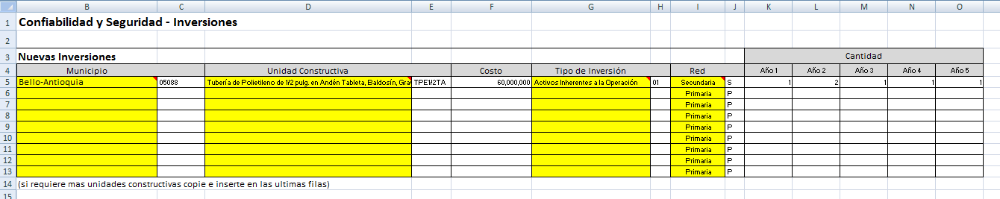 B C D E F G H I J K L M N O
1 Confiabilidad y Seguridad - Inversiones
2
3 Nuevas Inversiones Cantidad
4 Municipio Unidad Constructiva Costo Tipo de Inversión Red Año 1 Año 2 Año 3 Año 4 Año 5
5 Bello-Antioquia 05088 Tubería de Polietileno de 1/2 pulg. en Andén Tableta, Baldosín, Gra TPE1/2TA 60,000,000 Activos Inherentes a la Operación 01 Secundaria S 1 2 1 1 1
6 Primaria P
7 Primaria P
8 Primaria P
9 Primaria P
10 Primaria P
11 Primaria P
12 Primaria P
13 Primaria P
14 (si requiere mas unidades constructivas copie e inserte en las ultimas filas)
15